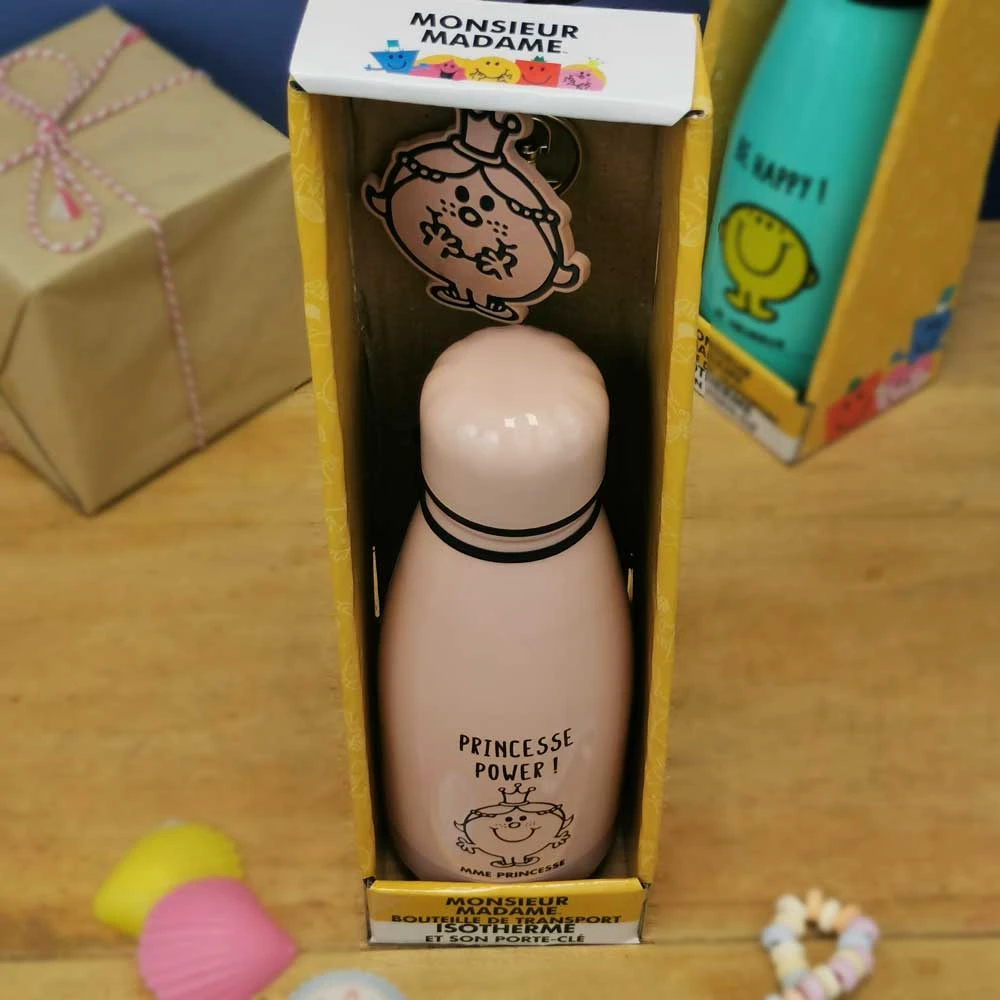 MONSIEUR
MADAME
BE HAPPY !
PRINCESSE
POWER !
MME PRINCESSE
MONSIEUR
MADAME
BOUTEILLE DE TRANSPORT
ISOTHERME
ET SON PORTE-CLÉ